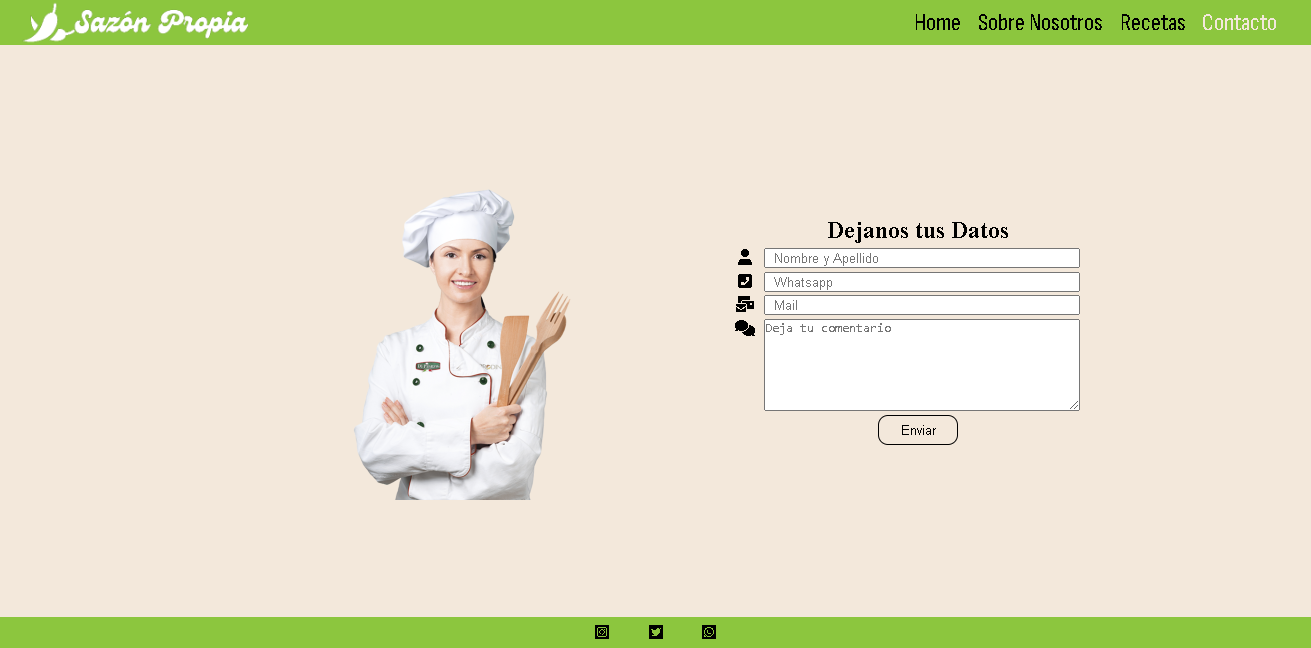 Sazón Propia
Home Sobre Nosotros Recetas Contacto
Dejanos tus Datos
Nombre y Apellido
Whatsapp
Mail
Deja tu comentario
Enviar